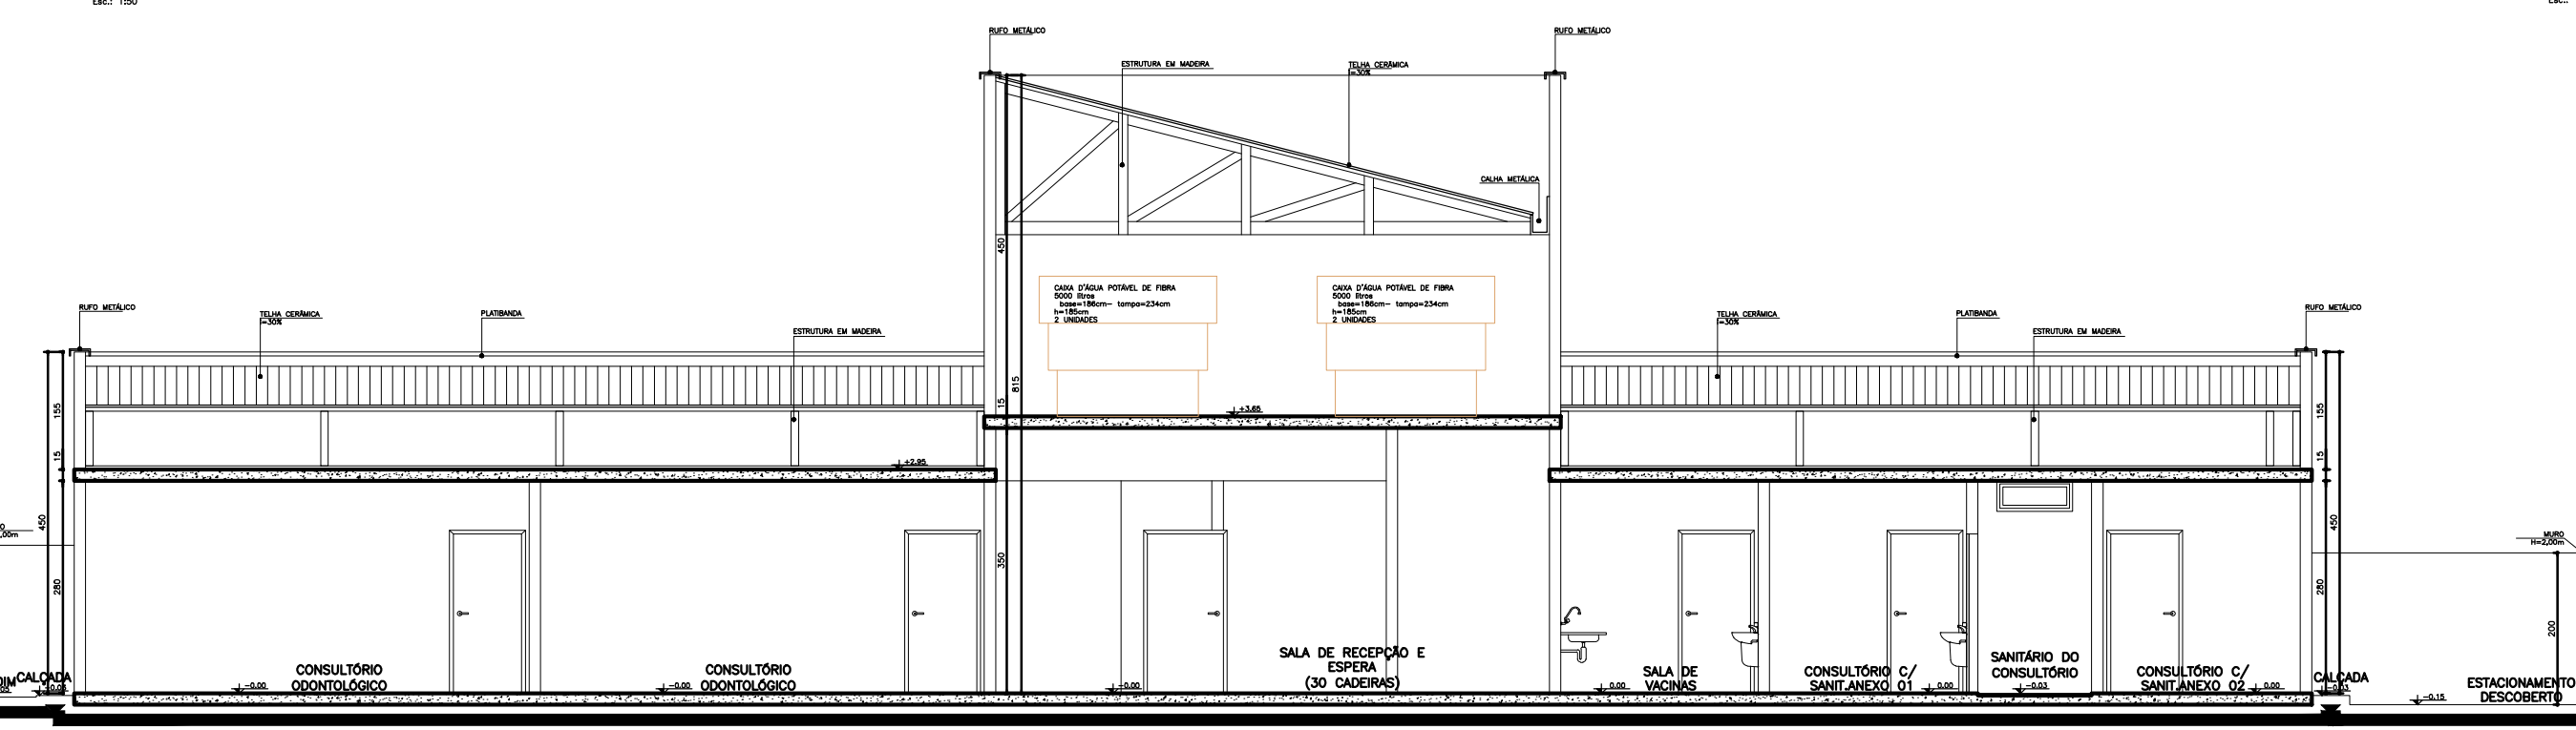 Esc.: 1:50
Esc.:
RUFO METÁLICO
RUFO METÁLICO
ESTRUTURA EM MADEIRA
TELHA CERÂMICA
i=30%
CALHA METÁLICA
450
CAIXA D'ÁGUA POTÁVEL DE FIBRA
5000 litros
base=186cm- tampa=234cm
h=185cm
2 UNIDADES
CAIXA D'ÁGUA POTÁVEL DE FIBRA
5000 litros
base=186cm- tampa=234cm
h=185cm
2 UNIDADES
RUFO METÁLICO
TELHA CERÂMICA
i=30%
PLATIBANDA
ESTRUTURA EM MADEIRA
TELHA CERÂMICA
i=30%
PLATIBANDA
ESTRUTURA EM MADEIRA
RUFO METÁLICO
155
15
815
+3.65
155
15
+2.95
15
450
280
350
,00m
450
280
MURO
H=2,00m
200
CONSULTÓRIO
ODONTOLÓGICO
CONSULTÓRIO
ODONTOLÓGICO
SALA DE RECEPÇÃO E
ESPERA
(30 CADEIRAS)
SALA DE
VACINAS
CONSULTÓRIO C/
SANIT.ANEXO 01
SANITÁRIO DO
CONSULTÓRIO
CONSULTÓRIO C/
SANIT.ANEXO 02
CALÇADA
ESTACIONAMENTO
DESCOBERTO
DIM
CALÇADA
-0.00
-0.00
-0.00
0.00
0.00
-0.03
0.00
-0.15